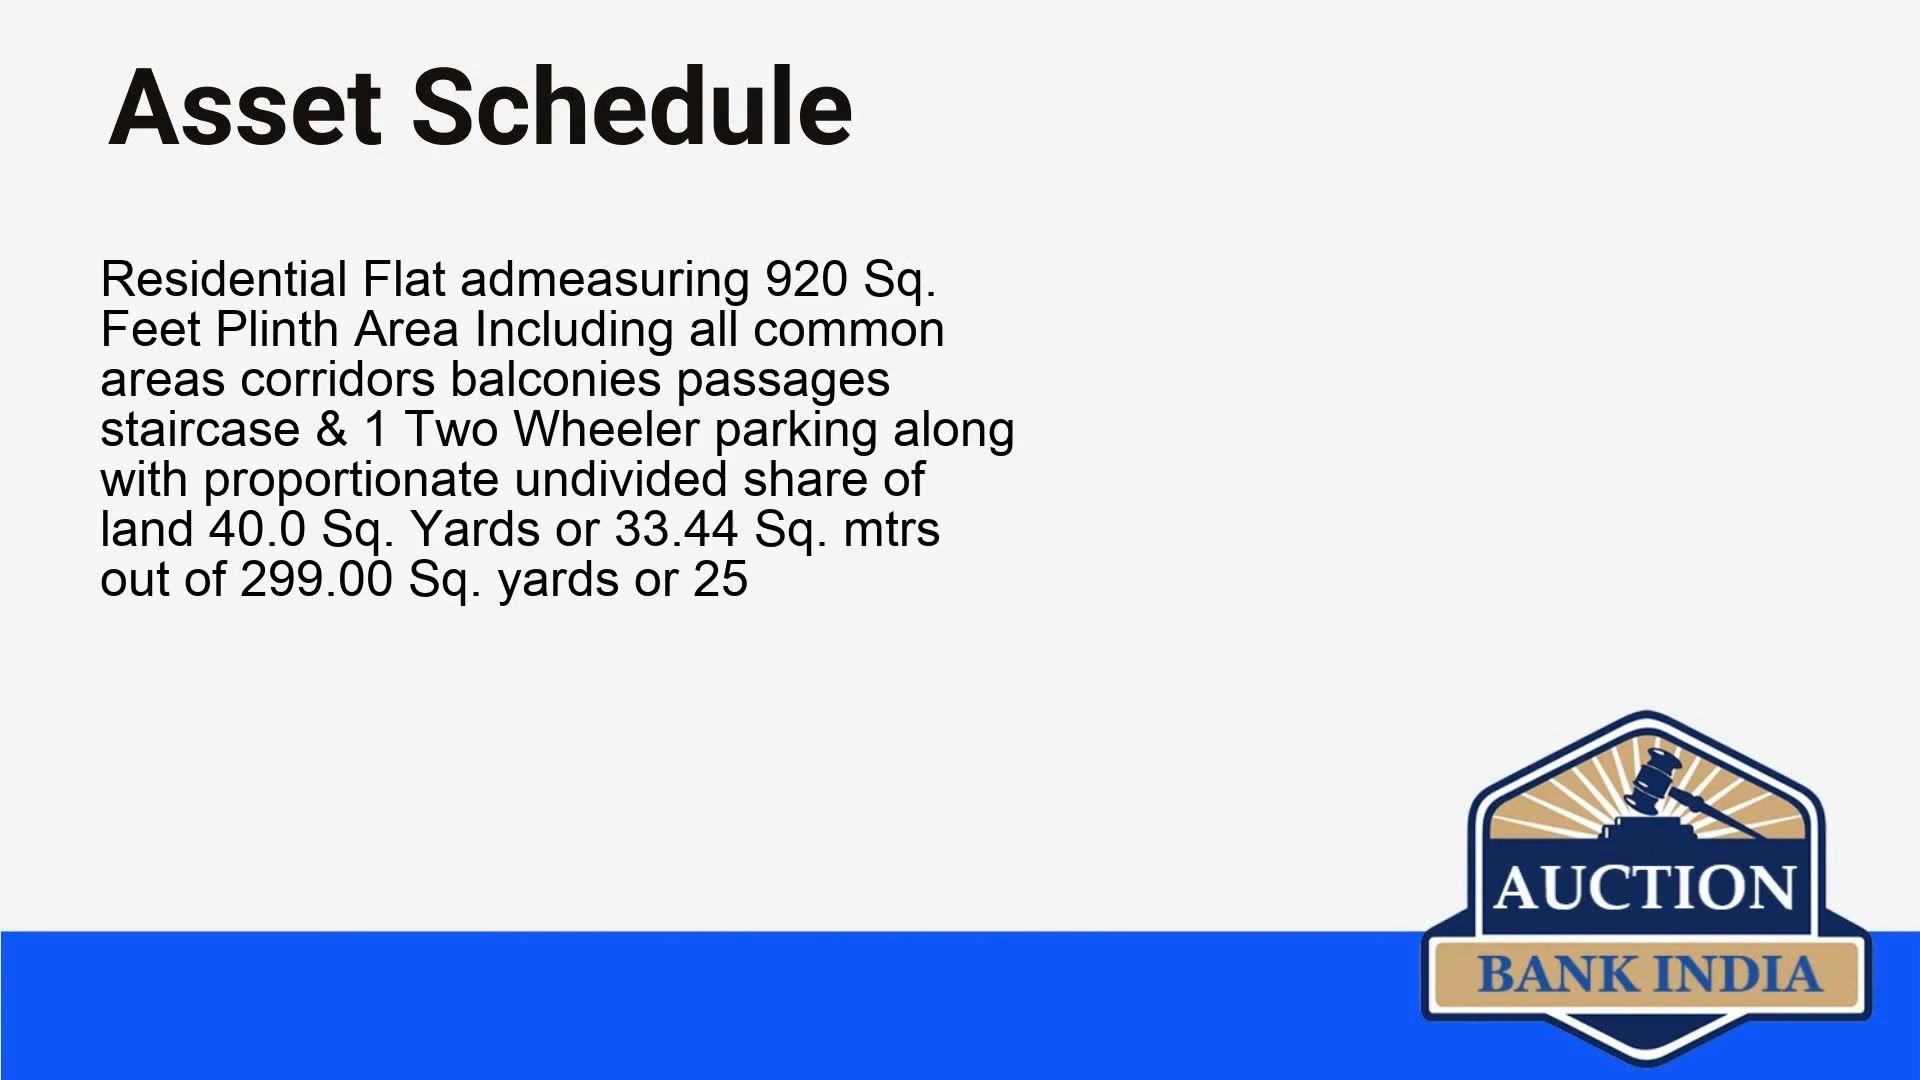 Asset Schedule
Residential Flat admeasuring 920 Sq.
Feet Plinth Area Including all common
areas corridors balconies passages
staircase & 1 Two Wheeler parking along
with proportionate undivided share of
land 40.0 Sq. Yards or 33.44 Sq. mtrs
out of 299.00 Sq. yards or 25
AUCTION
BANK INDIA